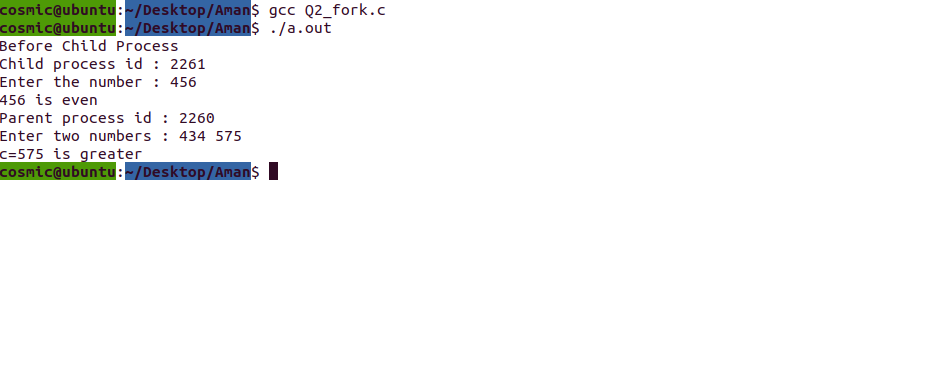 cosmic@ubuntu:~/Desktop/Aman$ gcc Q2_fork.c
cosmic@ubuntu:~/Desktop/Aman$ ./a.out
Before Child Process
Child process id : 2261
Enter the number : 456
456 is even
Parent process id : 2260
Enter two numbers : 434 575
c=575 is greater
cosmic@ubuntu:~/Desktop/Aman$